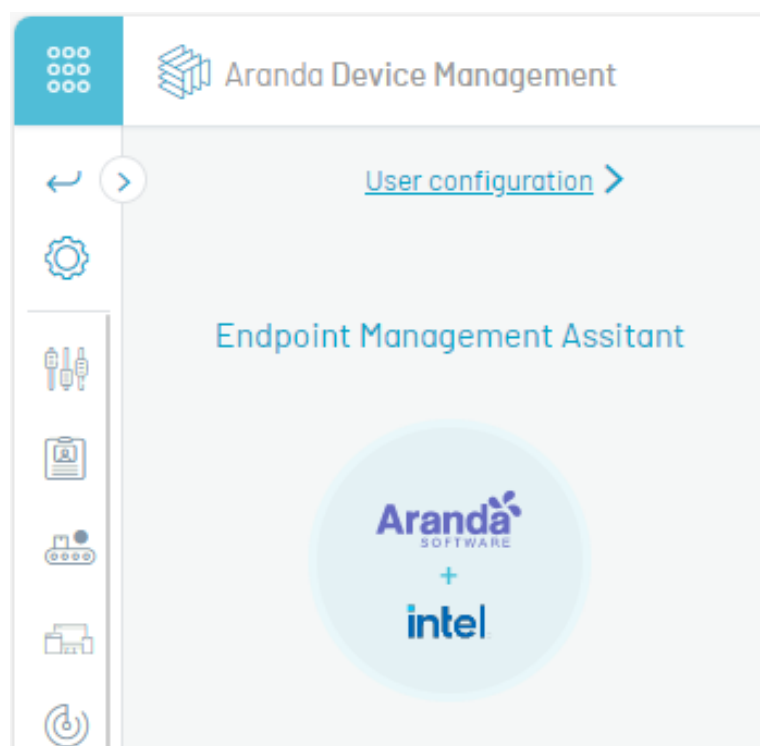 Aranda Device Management
User configuration
Endpoint Management Assitant
Aranda
SOFTWARE
+
intel